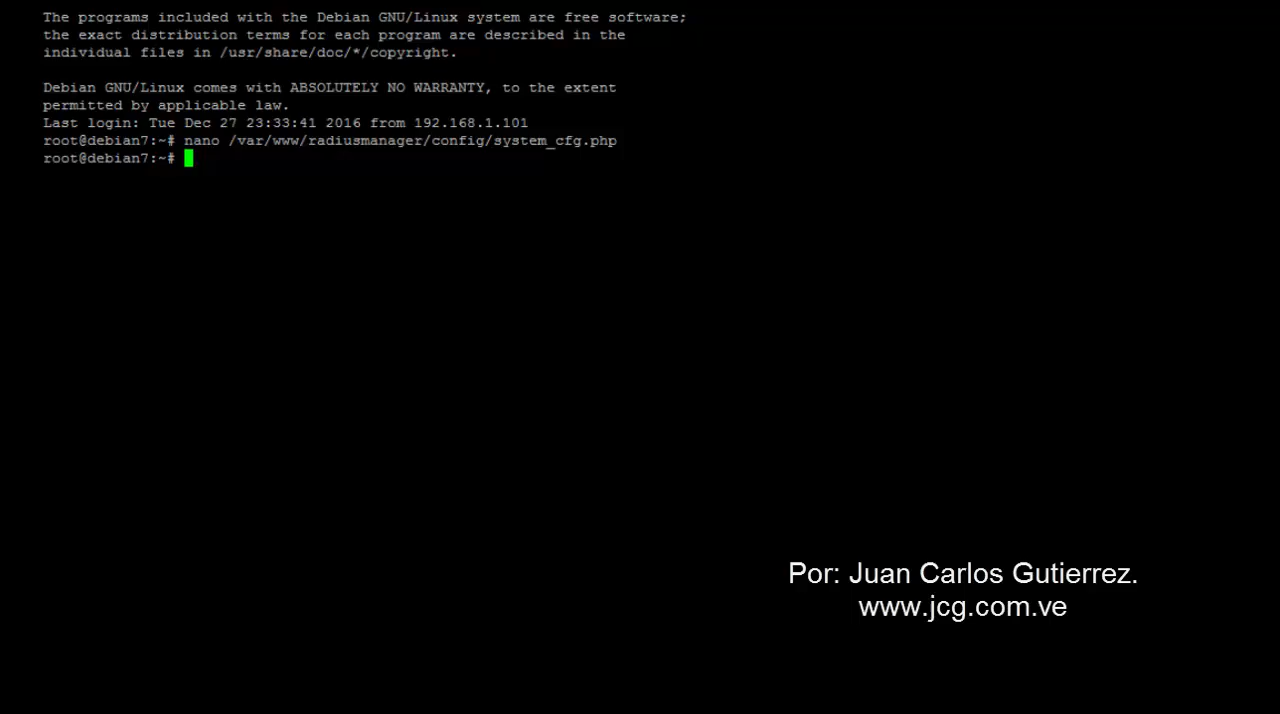 The programs included with the Debian GNU/Linux system are free software;
the exact distribution terms for each program are described in the
individual files in /usr/share/doc/*/copyright.
Debian GNU/Linux comes with ABSOLUTELY NO WARRANTY, to the extent
permitted by applicable law.
Last login: Tue Dec 27 23:33:41 2016 from 192.168.1.101
root@debian7:~# nano /var/www/radiusmanager/config/system_cfg.php
root@debian7:~#
Por: Juan Carlos Gutierrez.
www.jcg.com.ve